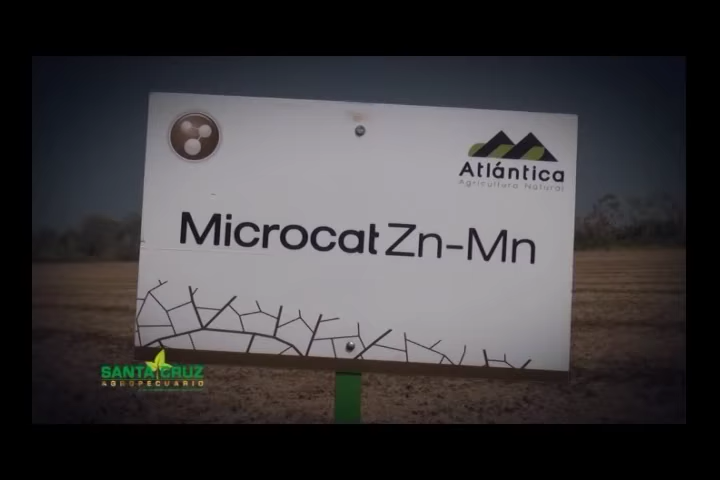 Atlántica
Agricultura Natural
Microcat Zn-Mn
SANTA CRUZ
AGROPECUARIO